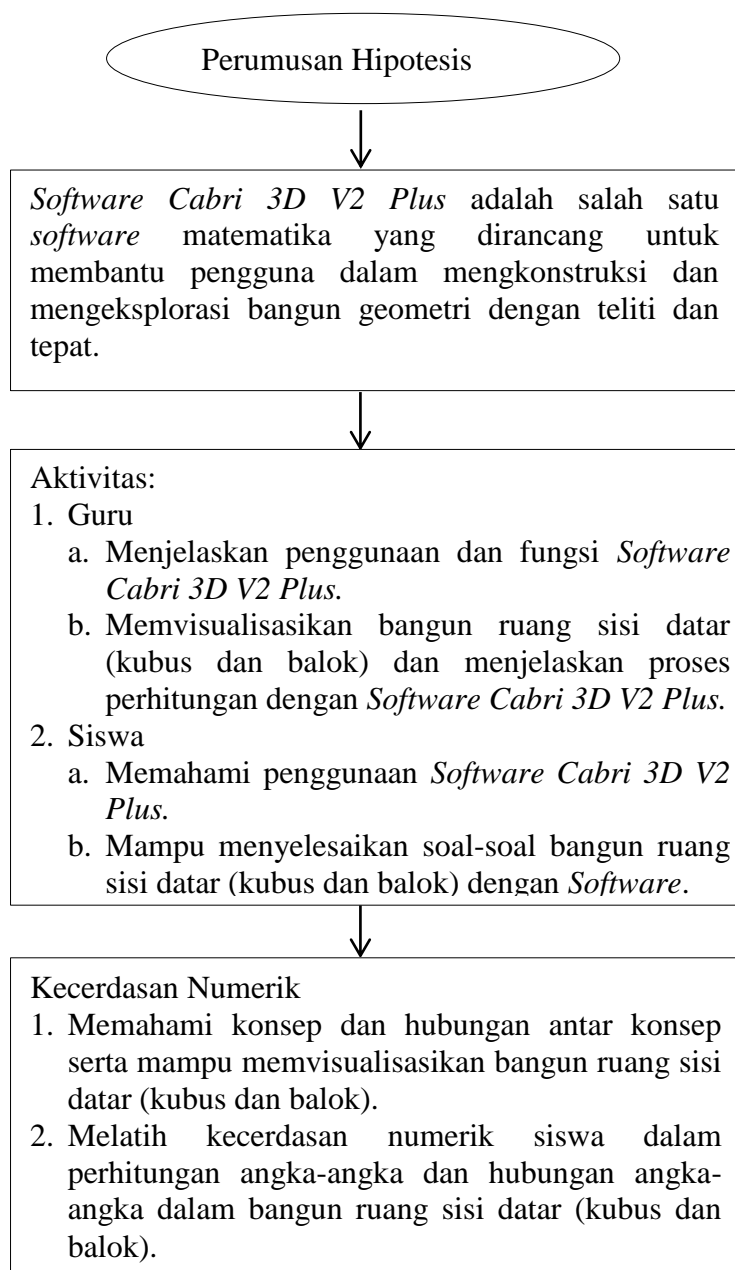 Perumusan Hipotesis
Software Cabri 3D V2 Plus adalah salah satu
software matematika yang dirancang untuk
membantu pengguna dalam mengkonstruksi dan
mengeksplorasi bangun geometri dengan teliti dan
tepat.
Aktivitas:
1. Guru
a. Menjelaskan penggunaan dan fungsi Software
Cabri 3D V2 Plus.
b. Memvisualisasikan bangun ruang sisi datar
(kubus dan balok) dan menjelaskan proses
perhitungan dengan Software Cabri 3D V2 Plus.
2. Siswa
a. Memahami penggunaan Software Cabri 3D V2
Plus.
b. Mampu menyelesaikan soal-soal bangun ruang
sisi datar (kubus dan balok) dengan Software.
Kecerdasan Numerik
1. Memahami konsep dan hubungan antar konsep
serta mampu memvisualisasikan bangun ruang sisi
datar (kubus dan balok).
2. Melatih kecerdasan numerik siswa dalam
perhitungan angka-angka dan hubungan angka-
angka dalam bangun ruang sisi datar (kubus dan
balok).